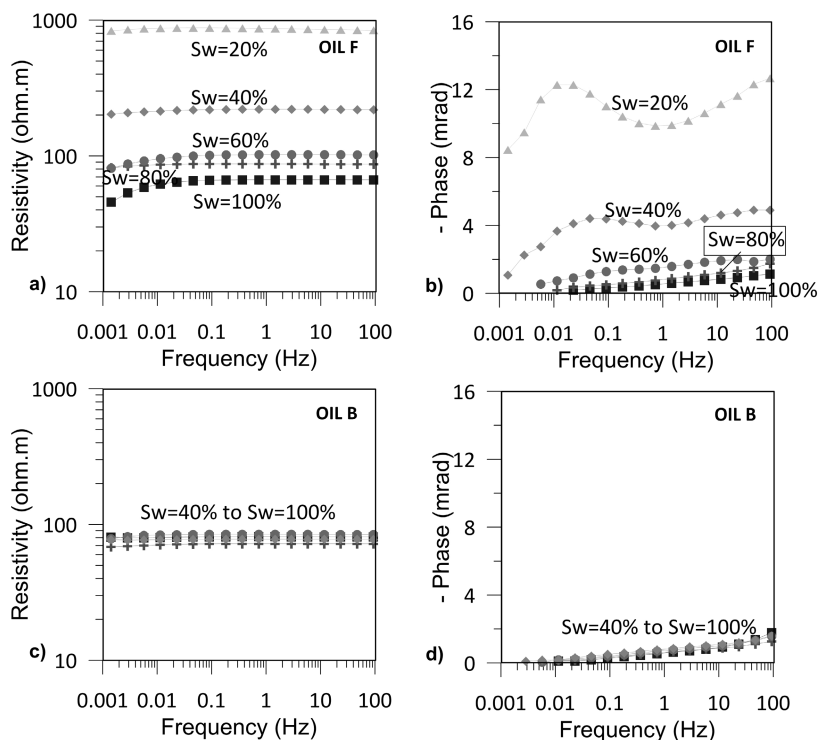 1000
OIL F
Sw=20%
Sw=40%
Sw=60%
100
Sw=80%
Sw=100%
Resistivity (ohm.m)
a)
10
0.001 0.01 0.1 1 10 100
Frequency (Hz)
16
OIL F
12
Sw=20%
8
- Phase (mrad)
Sw=40%
4
Sw=80%
Sw=60%
b)
Sw=100%
0
0.001 0.01 0.1 1 10 100
Frequency (Hz)
1000
OIL B
Sw=40% to Sw=100%
100
Resistivity (ohm.m)
c)
10
0.001 0.01 0.1 1 10 100
Frequency (Hz)
16
OIL B
12
8
- Phase (mrad)
4
Sw=40% to Sw=100%
d)
0
0.001 0.01 0.1 1 10 100
Frequency (Hz)